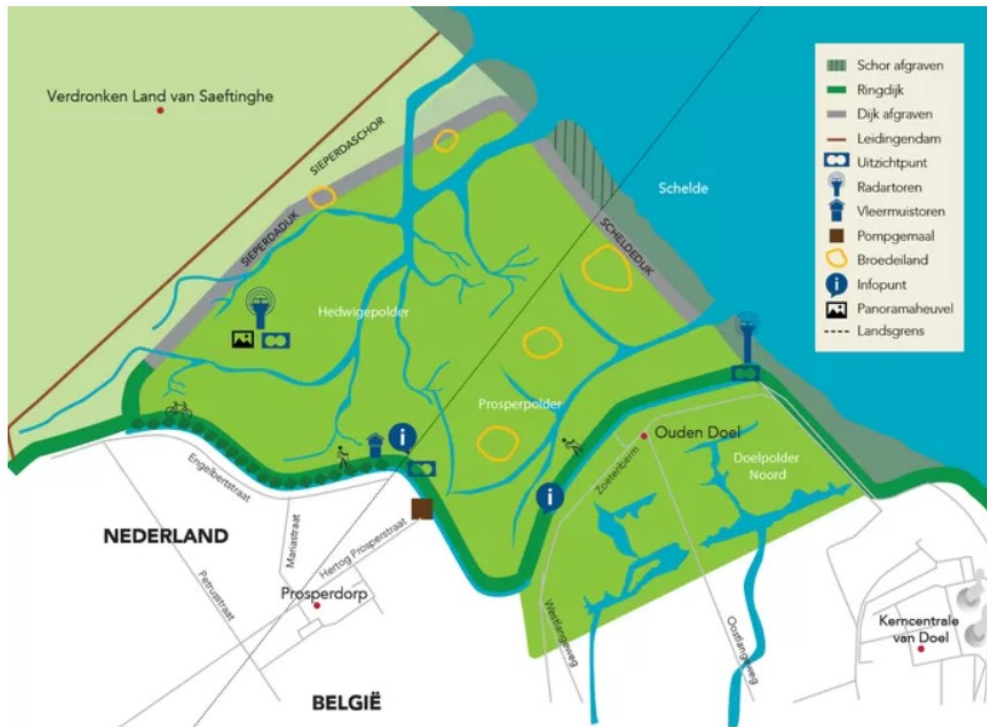 Verdronken Land van Saeftinghe
SIEPERDASCHOR
SIEPERDADIJK
Schelde
SCHELDEDIJK
Schor afgraven
Ringdijk
Dijk afgraven
Leidingendam
Uitzichtpunt
Radartoren
Vleermuistoren
Pompgemaal
Broedeiland
Infopunt
Panoramaheuvel
Landsgrens
Hedwigepolder
Prosperpolder
Ouden Doel
Doelpolder
Noord
Zoetenberm
Engelbertstraat
NEDERLAND
Mariastraat
Hertog Prosperstraat
Petrusstraat
Prosperdorp
Westlangeweg
Oostlangeweg
Kerncentrale
van Doel
BELGIË
i
i
i